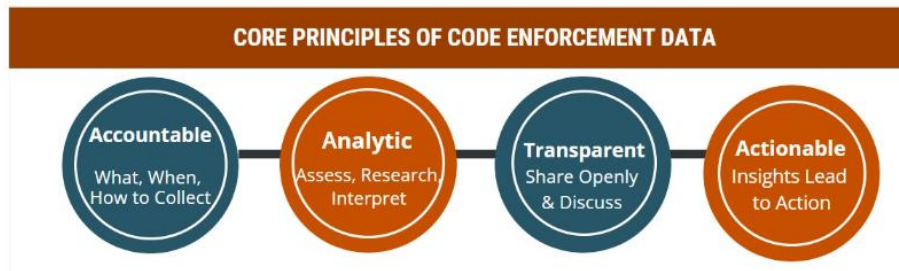 CORE PRINCIPLES OF CODE ENFORCEMENT DATA
Accountable
What, When,
How to Collect
Analytic
Assess, Research,
Interpret
Transparent
Share Openly
& Discuss
Actionable
Insights Lead
to Action